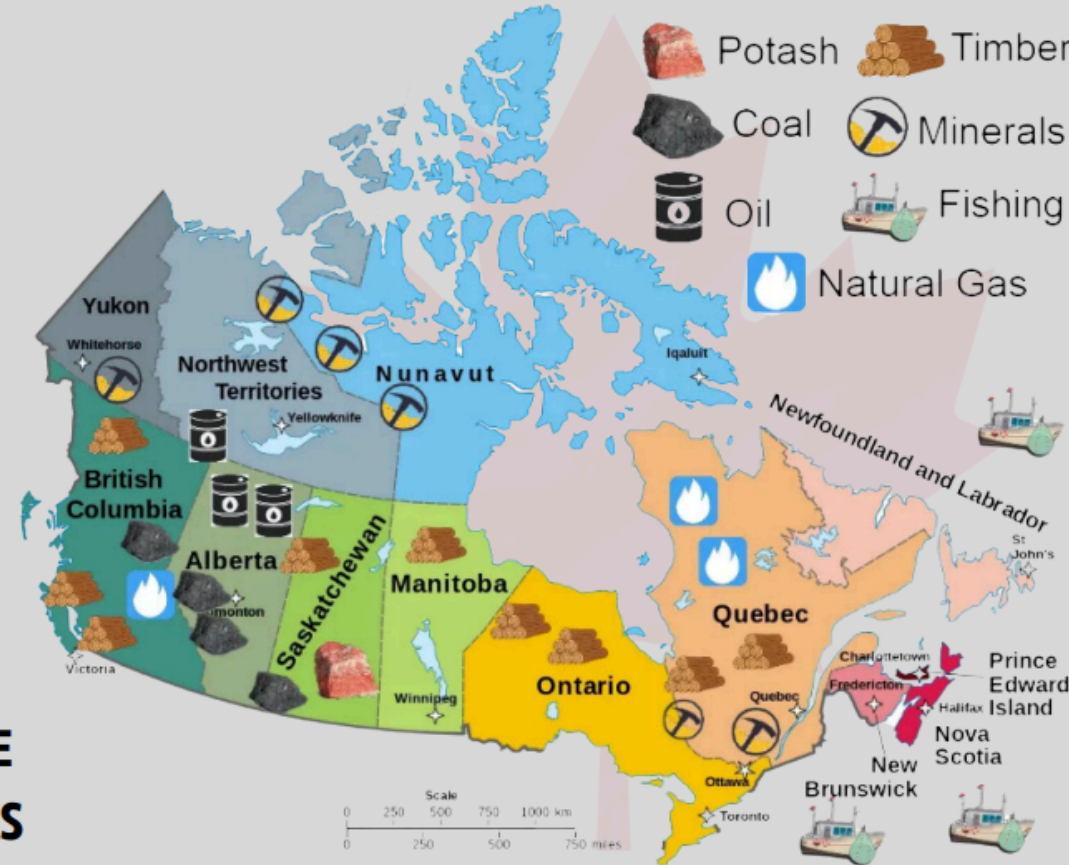 Potash
Timber
Coal
Minerals
Oil
Fishing
Natural Gas
Yukon
Whitehorse
Northwest
Territories
Yellowknife
Nunavut
Iqaluit
Newfoundland and Labrador
St
John's
British
Columbia
Alberta
monton
Saskatchewan
Manitoba
Quebec
Victoria
Winnipeg
Ontario
Quebec
Charlottetown
Fredericton
Halifax
Prince
Edward
Island
Nova
Scotia
New
Brunswick
Ottawa
Toronto
E
S
Scale
0 250 500 750 1000 km
0 250 500 750 miles